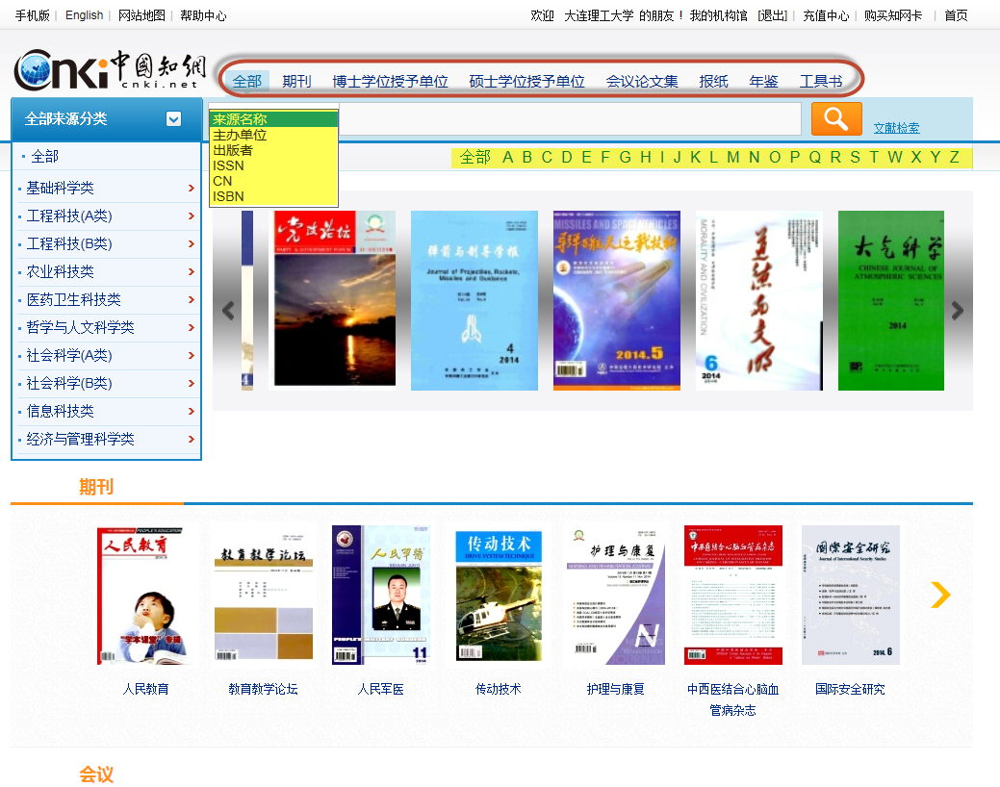 手机版 | English | 网站地图 | 帮助中心
欢迎 大连理工大学 的朋友！ 我的机构馆 [退出] | 充值中心 | 购买知网卡 | 首页
Cnki 中国知网
cnki.net
全部 期刊 博士学位授予单位 硕士学位授予单位 会议论文集 报纸 年鉴 工具书
全部来源分类
来源名称
主办单位
出版者
ISSN
CN
ISBN
文献检索
全部 A B C D E F G H I J K L M N O P Q R S T W X Y Z
全部
基础科学类
工程科技(A类)
工程科技(B类)
农业科技类
医药卫生科技类
哲学与人文科学类
社会科学(A类)
社会科学(B类)
信息科技类
经济与管理科学类
党政论坛
PARTY & DEVELOPMENT FORUM
弹箭与制导学报
Journal of Projectiles, Rockets,
Missiles and Guidance
4
2014
MISSILES AND SPACE VEHICLES
导弹与航天运载技术
2014.5
MORALITY AND CIVILIZATION
道德与文明
6
2014
大气科学
CHINESE JOURNAL OF
ATMOSPHERIC SCIENCES
2014
期刊
PEOPLE'S EDUCATION
人民教育
"学本课堂"专辑
教育教学论坛
人民军医
11
2014
传动技术
DRIVE SYSTEM TECHNIQUE
护理与康复
中西医结合心脑血管病杂志
国际安全研究
Journal of International Security Studies
2014.6
人民教育
教育教学论坛
人民军医
传动技术
护理与康复
中西医结合心脑血
管病杂志
国际安全研究
会议